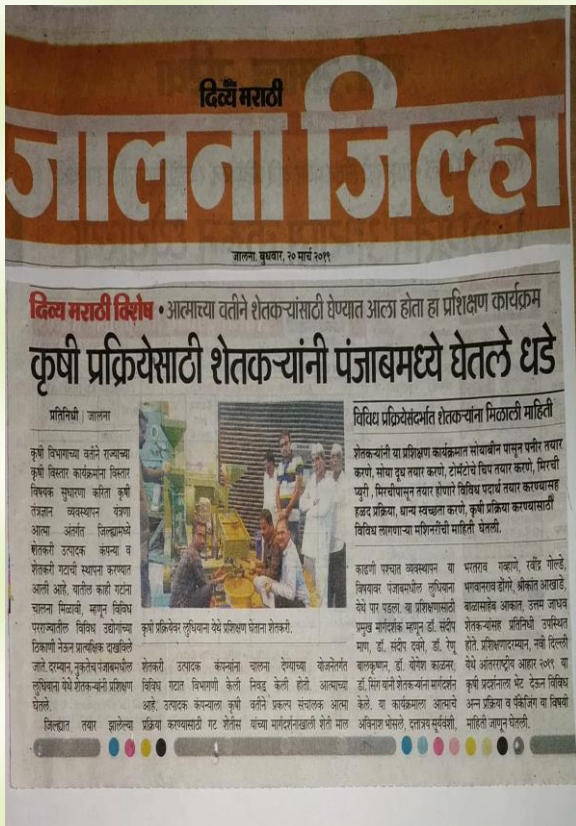 दिव्य मराठी
जालना जिल्हा
जालना, बुधवार, २० मार्च २०१९
दिव्य मराठी विशेष • आत्माच्या वतीने शेतकऱ्यांसाठी घेण्यात आला होता हा प्रशिक्षण कार्यक्रम
कृषी प्रक्रियेसाठी शेतकऱ्यांनी पंजाबमध्ये घेतले धडे
प्रतिनिधी | जालना
कृषी विभागाच्या वतीने राज्याच्या
कृषी विस्तार कार्यक्रमांना विस्तार
विषयक सुधारणा करिता कृषी
तंत्रज्ञान व्यवस्थापन यंत्रणा
आत्मा अंतर्गत जिल्ह्यामध्ये
शेतकरी उत्पादक कंपन्या व
शेतकरी गटाची स्थापना करण्यात
आली आहे. यातील काही गटांना
चालना मिळावी, म्हणून विविध
परराज्यातील विविध उद्योगांच्या
ठिकाणी नेऊन प्रात्यक्षिक दाखविले
जाते. दरम्यान, नुकतेच पंजाबमधील
लुधियाना येथे शेतकऱ्यांनी प्रशिक्षण
घेतले.
जिल्ह्यात तयार झालेल्या
कृषी प्रक्रियेवर लुधियाना येथे प्रशिक्षण घेताना शेतकरी.
शेतकरी उत्पादक कंपन्यांना
विविध गटात विभागणी केली
आहे. उत्पादक कंपन्याला कृषी
प्रक्रिया करण्यासाठी गट शेतीस
चालना देण्याच्या योजनेतर्गत
निवड केली होती. आत्माच्या
वतीने प्रकल्प संचालक आत्मा
यांच्या मार्गदर्शनाखाली शेती माल
विविध प्रक्रियेसंदर्भात शेतकऱ्यांना मिळाली माहिती
शेतकऱ्यांनी या प्रशिक्षण कार्यक्रमात सोयाबीन पासून पनीर तयार
करणे, सोया दूध तयार करणे, टोमॅटोचे चिप तयार करणे, मिरची
प्युरी , मिरचीपासून तयार होणारे विविध पदार्थ तयार करण्यासह
हळद प्रक्रिया, धान्य स्वच्छता करणे, कृषी प्रक्रिया करण्यासाठी
विविध लागणाऱ्या मशिनरीची माहिती घेतली.
काढणी पश्चात व्यवस्थापन या
विषयावर पंजाबमधील लुधियाना
येथे पार पडला. या प्रशिक्षणासाठी
प्रमुख मार्गदर्शक म्हणून डॉ. संदीप
माण, डॉ. संदीप दवंगे, डॉ. रेणू
बालकृष्णन, डॉ. योगेश काळनर,
डॉ. सिंग यांनी शेतकऱ्यांना मार्गदर्शन
केले. या कार्यक्रमाला आत्माचे
अविनाश भोसले, दत्तात्रय सूर्यवंशी,
भरतराव गव्हाणे, रवींद्र गोल्डे,
भगवानराव डोंगरे, श्रीकांत आखाडे,
बाळासाहेब आकात, उत्तम जाधव
शेतकऱ्यांसह प्रतिनिधी उपस्थित
होते. प्रशिक्षणादरम्यान, नवी दिल्ली
येथे आंतरराष्ट्रीय आहार २०१९ या
कृषी प्रदर्शनाला भेट देऊन विविध
अन्न प्रक्रिया व पॅकेजिंग या विषयी
माहिती जाणून घेतली.